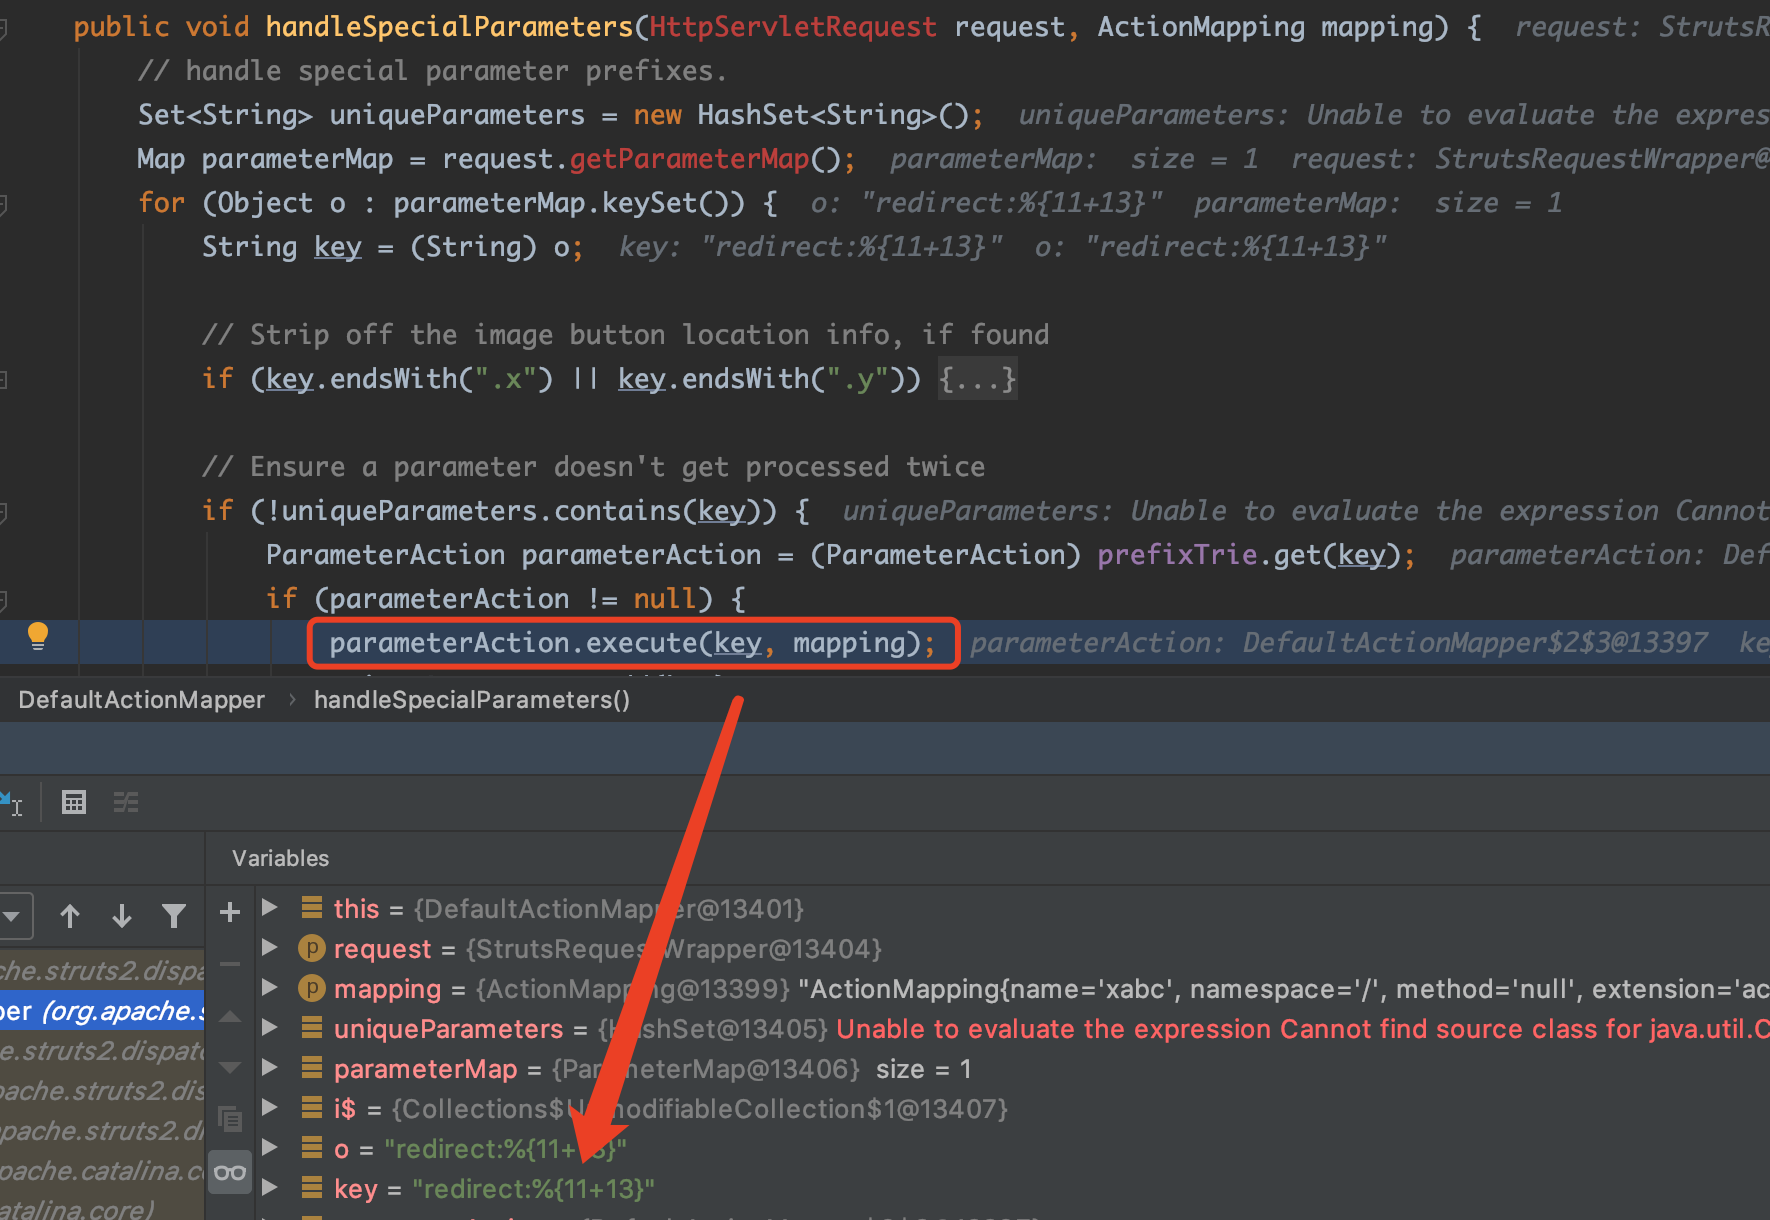 public void handleSpecialParameters(HttpServletRequest request, ActionMapping mapping) {  request: StrutsR
// handle special parameter prefixes.
Set<String> uniqueParameters = new HashSet<String>();  uniqueParameters: Unable to evaluate the expres
Map parameterMap = request.getParameterMap();  parameterMap:  size = 1  request: StrutsRequestWrapper@
for (Object o : parameterMap.keySet()) {  o: "redirect:%{11+13}"  parameterMap:  size = 1
String key = (String) o;  key: "redirect:%{11+13}"  o: "redirect:%{11+13}"
// Strip off the image button location info, if found
if (key.endsWith(".x") || key.endsWith(".y")) {...}
// Ensure a parameter doesn't get processed twice
if (!uniqueParameters.contains(key)) {  uniqueParameters: Unable to evaluate the expression Cannot
ParameterAction parameterAction = (ParameterAction) prefixTrie.get(key);  parameterAction: Def
if (parameterAction != null) {
parameterAction.execute(key, mapping);  parameterAction: DefaultActionMapper$2$3@13397  ke
DefaultActionMapper › handleSpecialParameters()
Variables
this = {DefaultActionMapper@13401}
request = {StrutsRequestWrapper@13404}
mapping = {ActionMapping@13399} "ActionMapping{name='xabc', namespace='/', method='null', extension='ac
uniqueParameters = {HashSet@13405} Unable to evaluate the expression Cannot find source class for java.util.C
parameterMap = {ParameterMap@13406}  size = 1
i$ = {Collections$UnmodifiableCollection$1@13407}
o = "redirect:%{11+13}"
key = "redirect:%{11+13}"
che.struts2.dispa
per (org.apache.s
e.struts2.dispatc
pache.struts2.dis
apache.struts2.di
apache.catalina.co
atalina.core)